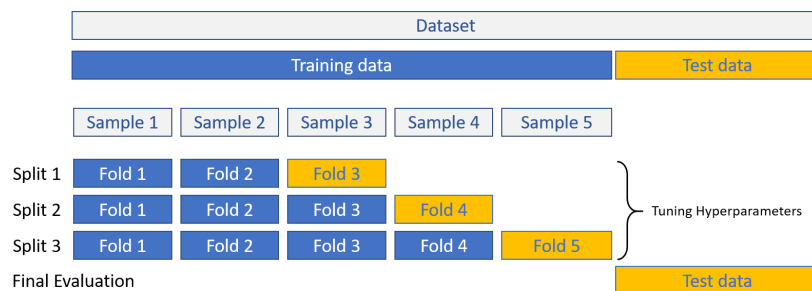 Dataset
Training data Test data
Sample 1 Sample 2 Sample 3 Sample 4 Sample 5
Split 1 Fold 1 Fold 2 Fold 3
Split 2 Fold 1 Fold 2 Fold 3 Fold 4
Tuning Hyperparameters
Split 3 Fold 1 Fold 2 Fold 3 Fold 4 Fold 5
Final Evaluation Test data